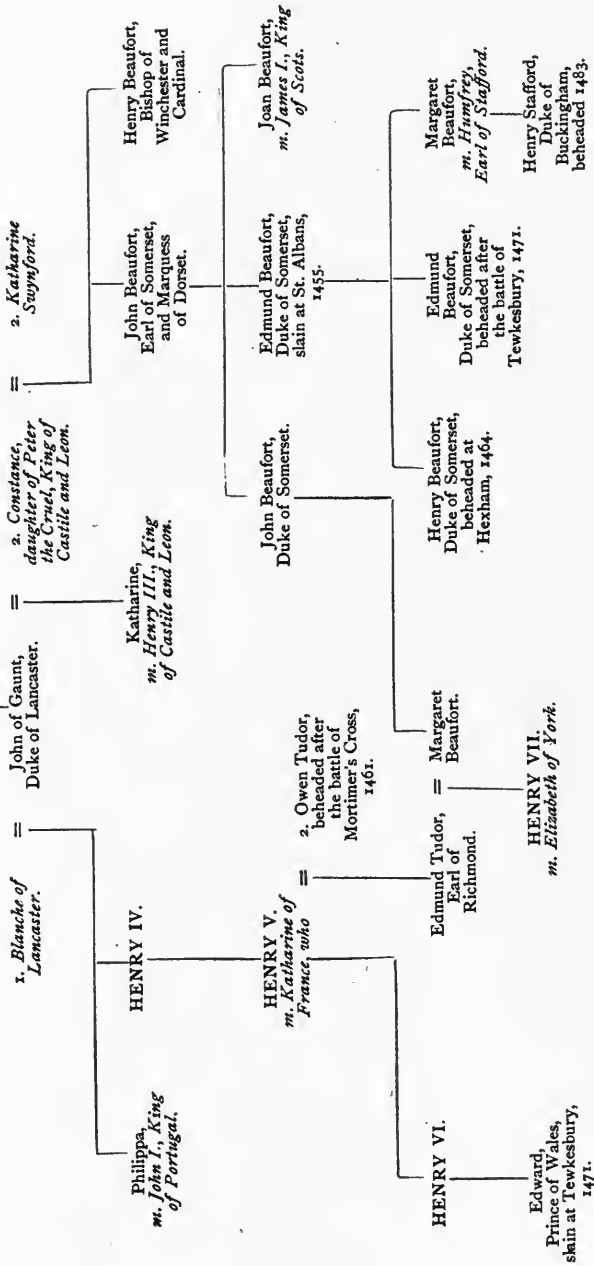 1. Blanche of
Lancaster.
=
John of Gaunt,
Duke of Lancaster.
=
2. Constance,
daughter of Peter
the Cruel, King of
Castile and Leon.
=
2. Katharine
Swynford.
Philippa,
m. John I., King
of Portugal.
HENRY IV.
Katharine,
m. Henry III., King
of Castile and Leon.
John Beaufort,
Earl of Somerset,
and Marquess
of Dorset.
Henry Beaufort,
Bishop of
Winchester and
Cardinal.
HENRY V.
m. Katharine of
France, who
=
2. Owen Tudor,
beheaded after
the battle of
Mortimer's Cross,
1461.
John Beaufort,
Duke of Somerset.
Edmund Beaufort,
Duke of Somerset,
slain at St. Albans,
1455.
Joan Beaufort,
m. James I., King
of Scots.
HENRY VI.
Edmund Tudor,
Earl of
Richmond.
=
Margaret
Beaufort.
Henry Beaufort,
Duke of Somerset,
beheaded at
Hexham, 1464.
Edmund
Beaufort,
Duke of Somerset,
beheaded after
the battle of
Tewkesbury, 1471.
Margaret
Beaufort,
m. Humfrey,
Earl of Stafford.
Edward,
Prince of Wales,
slain at Tewkesbury,
1471.
HENRY VII.
m. Elizabeth of York.
Henry Stafford,
Duke of
Buckingham,
beheaded 1483.